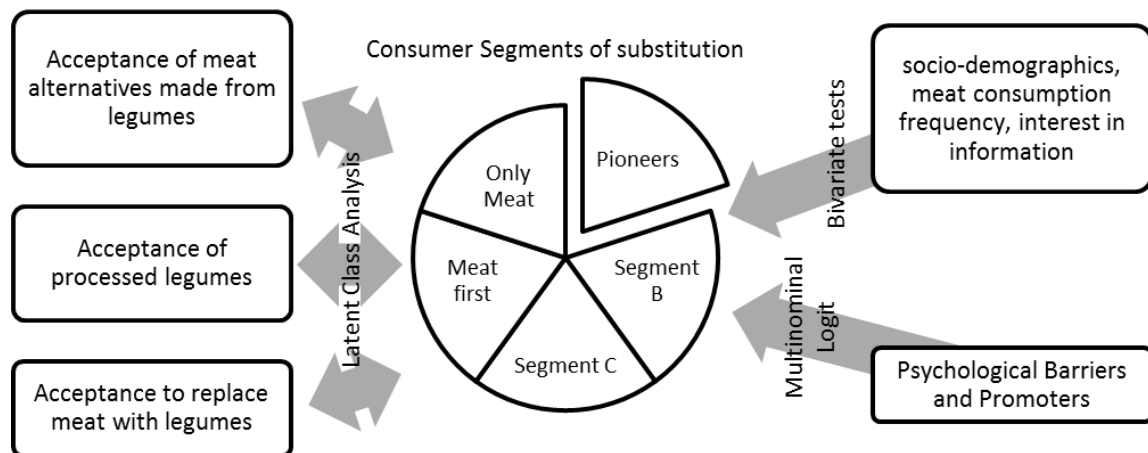 Acceptance of meat
alternatives made from
legumes
Acceptance of
processed legumes
Acceptance to replace
meat with legumes
Latent Class Analysis
Consumer Segments of substitution
Only
Meat
Pioneers
Meat
first
Segment
B
Segment C
Bivariate tests
Multinominal
Logit
socio-demographics,
meat consumption
frequency, interest in
information
Psychological Barriers
and Promoters